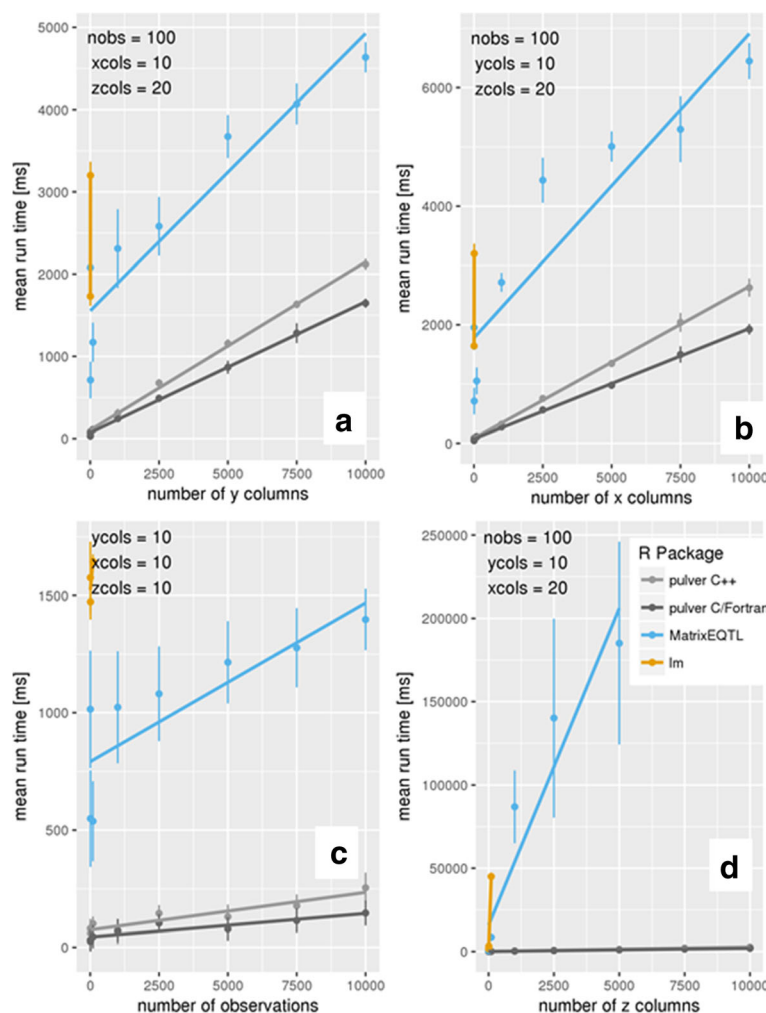 nobs = 100
xcols = 10
zcols = 20
5000
4000
3000
2000
1000
0
mean run time [ms]
a
0
2500
5000
7500
10000
number of y columns
nobs = 100
ycols = 10
zcols = 20
6000
4000
2000
0
mean run time [ms]
b
0
2500
5000
7500
10000
number of x columns
ycols = 10
xcols = 10
zcols = 10
1500
1000
500
0
mean run time [ms]
c
0
2500
5000
7500
10000
number of observations
nobs = 100
ycols = 10
xcols = 20
250000
200000
150000
100000
50000
0
mean run time [ms]
R Package
pulver C++
pulver C/Fortran
MatrixEQTL
lm
d
0
2500
5000
7500
10000
number of z columns